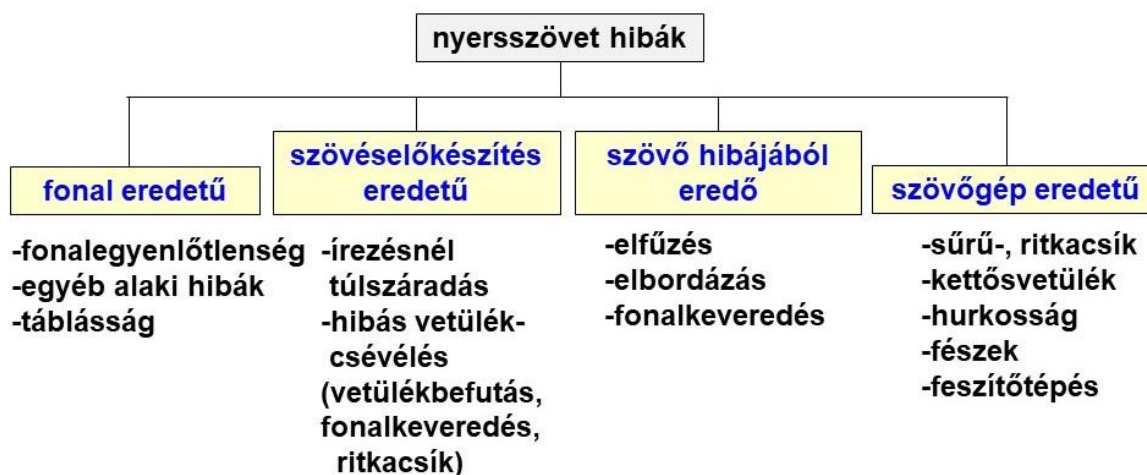 nyersszövet hibák
fonal eredetű
-fonalegyenlőtlenség
-egyéb alaki hibák
-táblásság
szövéselőkészítés
eredetű
-írezésnél
túlszáradás
-hibás vetülék-
csévélés
(vetülékbefutás,
fonalkeveredés,
ritkacsík)
szövő hibájából
eredő
-elfűzés
-elbordázás
-fonalkeveredés
szövőgép eredetű
-sűrű-, ritkacsík
-kettősvetülék
-hurkosság
-fészek
-feszítőtépés